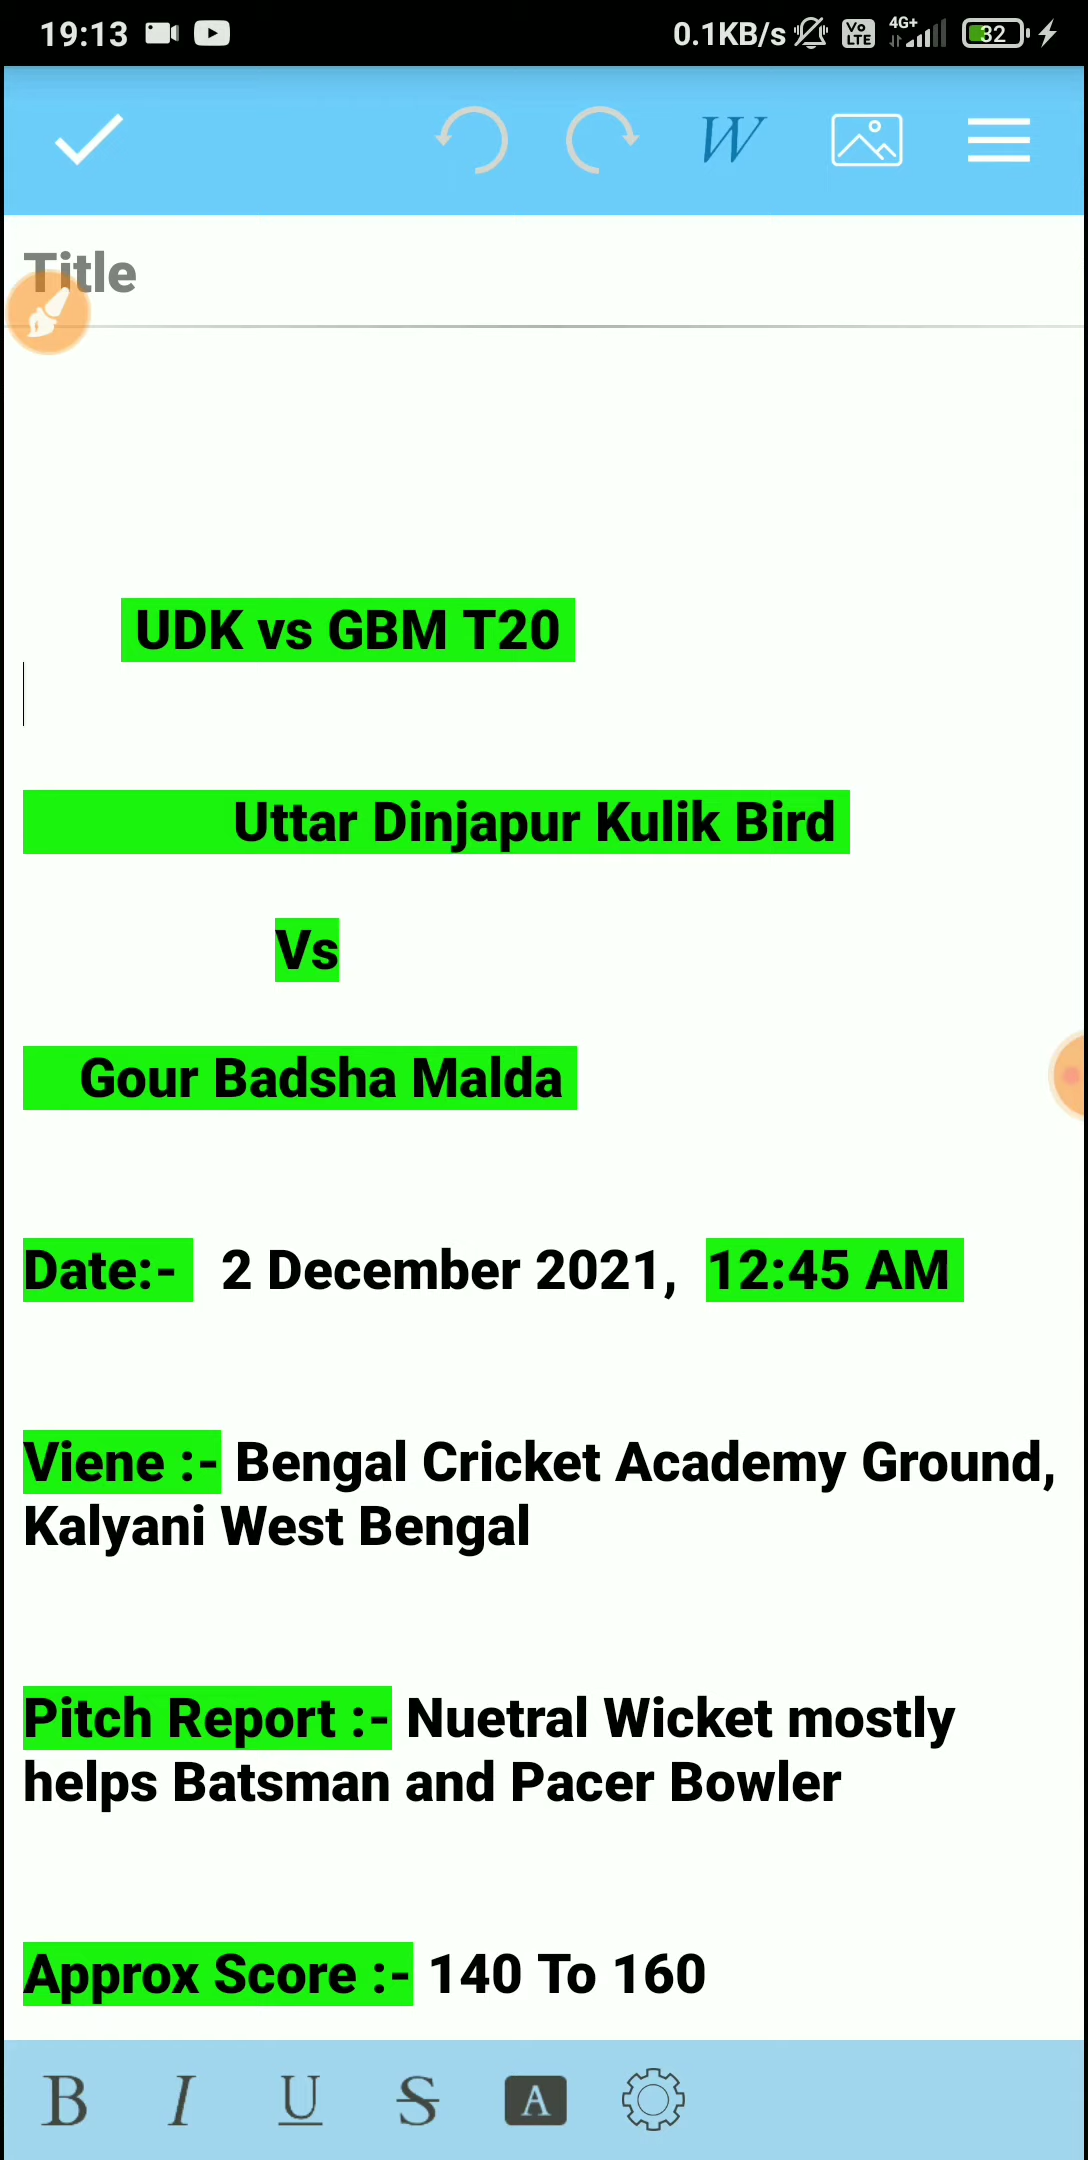 19:13 0.1KB/s Vo LTE 4G+ 32
W
Title
UDK vs GBM T20
Uttar Dinjapur Kulik Bird
Vs
Gour Badsha Malda
Date:- 2 December 2021, 12:45 AM
Viene :- Bengal Cricket Academy Ground,
Kalyani West Bengal
Pitch Report :- Nuetral Wicket mostly
helps Batsman and Pacer Bowler
Approx Score :- 140 To 160
B I U S A